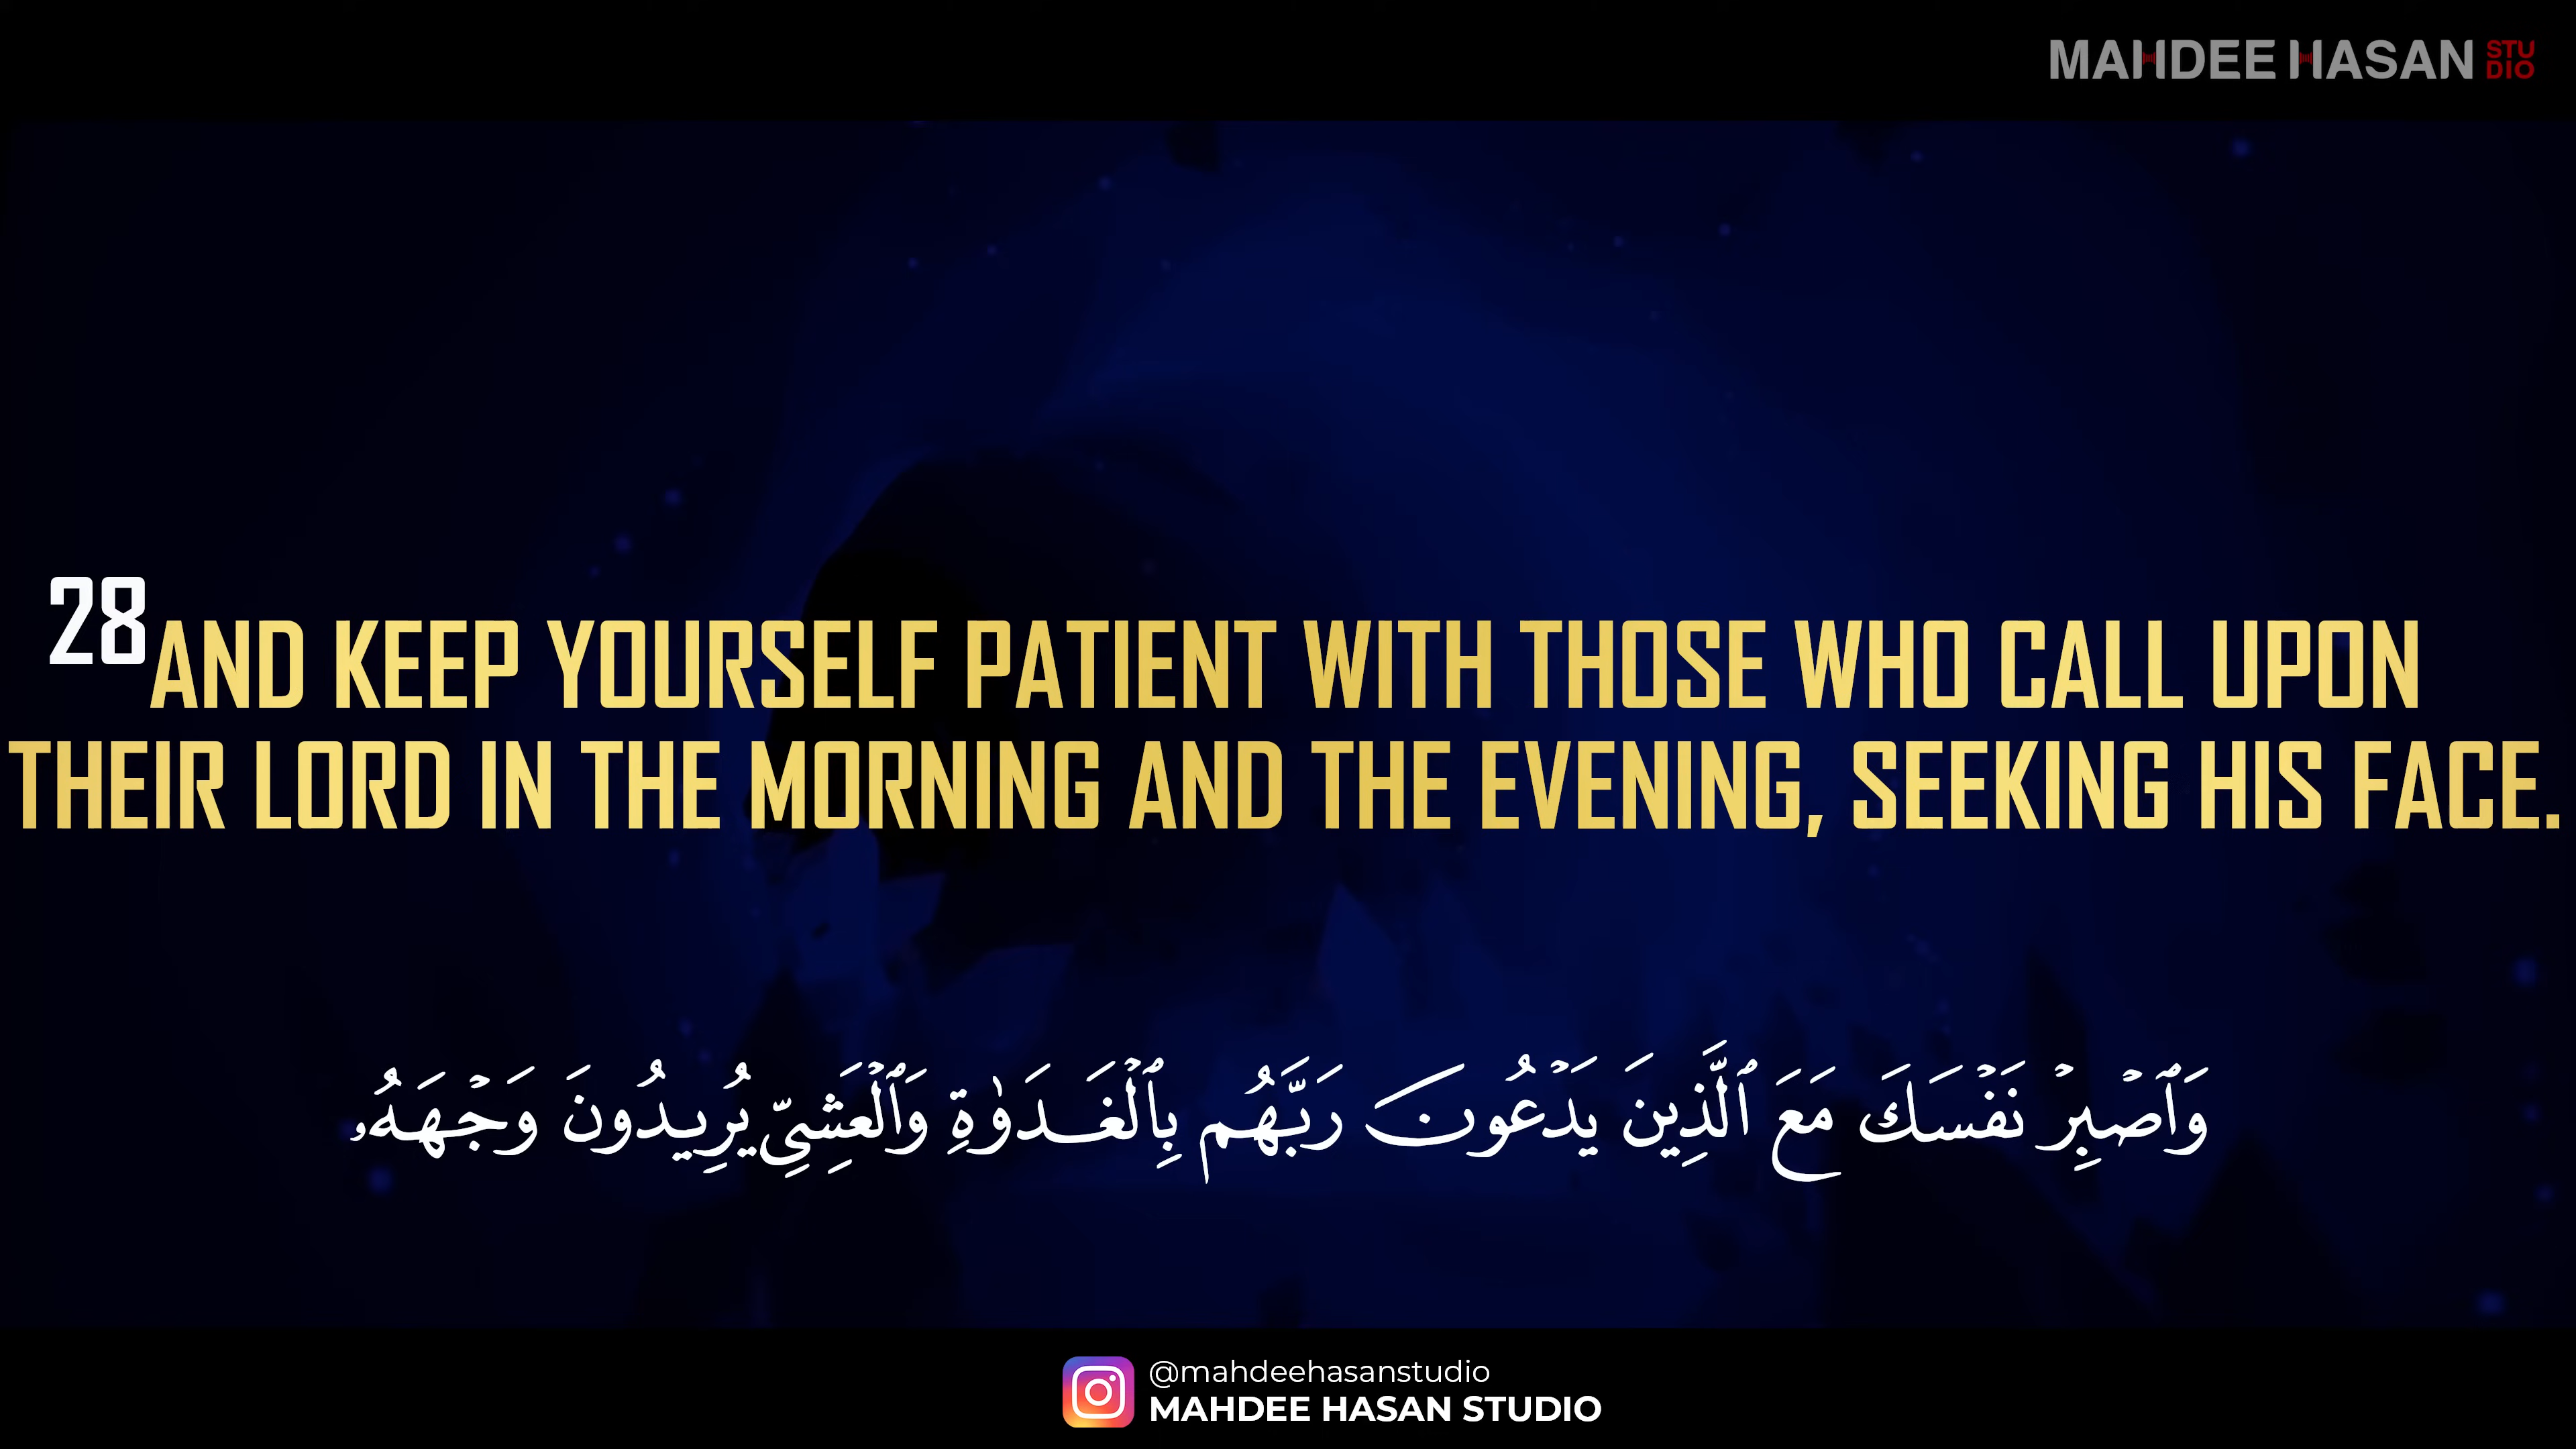 MAHDEE HASAN STUDIO
28 AND KEEP YOURSELF PATIENT WITH THOSE WHO CALL UPON
THEIR LORD IN THE MORNING AND THE EVENING, SEEKING HIS FACE.
وَٱصۡبِرۡ نَفۡسَكَ مَعَ ٱلَّذِينَ يَدۡعُونَ رَبَّهُم بِٱلۡغَدَوٰةِ وَٱلۡعَشِيِّ يُرِيدُونَ وَجۡهَهُۥ
@mahdeehasanstudio
MAHDEE HASAN STUDIO